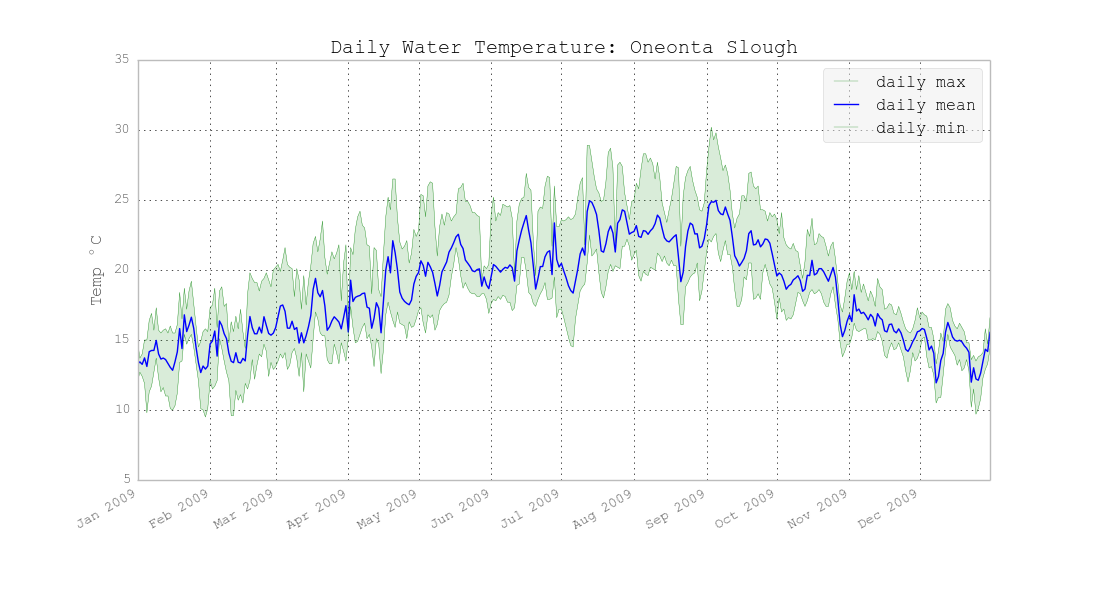 Daily Water Temperature: Oneonta Slough
35
30
25
20
15
10
5
Temp °C
daily max
daily mean
daily min
Jan 2009
Feb 2009
Mar 2009
Apr 2009
May 2009
Jun 2009
Jul 2009
Aug 2009
Sep 2009
Oct 2009
Nov 2009
Dec 2009